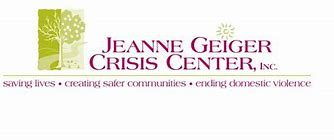 JEANNE GEIGER
CRISIS CENTER, INC.
saving lives • creating safer communities • ending domestic violence